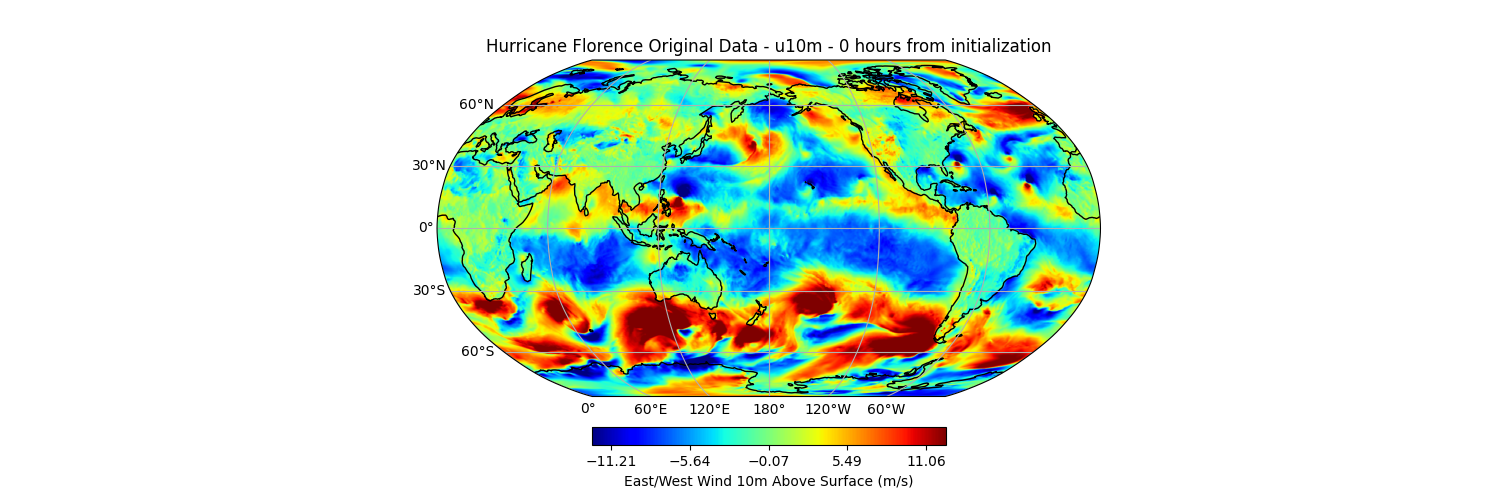 Hurricane Florence Original Data - u10m - 0 hours from initialization
60°N
30°N
0°
30°S
60°S
0° 60°E 120°E 180° 120°W 60°W
−11.21 −5.64 −0.07 5.49 11.06
East/West Wind 10m Above Surface (m/s)